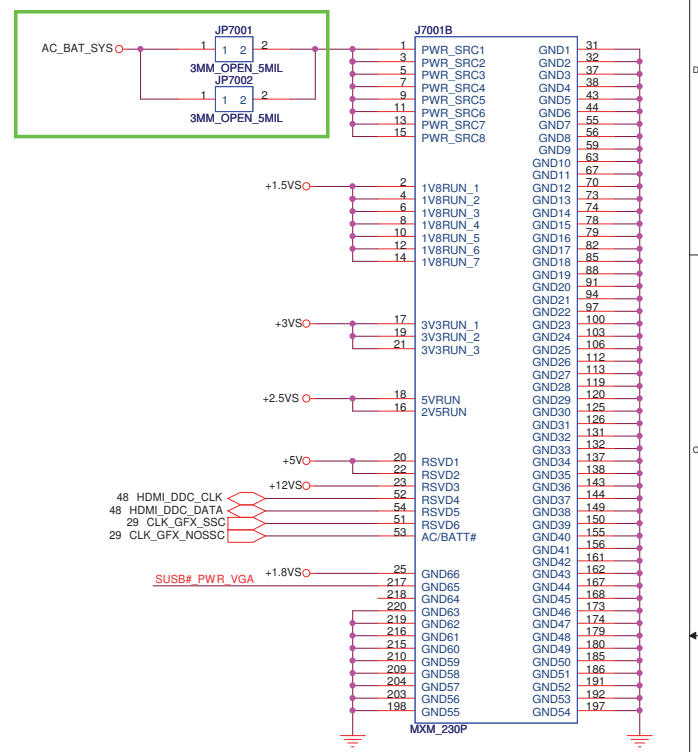 JP7001
J7001B
AC_BAT_SYS 1 1 2 2
3MM_OPEN_5MIL
JP7002
1 1 2 2
3MM_OPEN_5MIL
1 PWR_SRC1
3 PWR_SRC2
5 PWR_SRC3
7 PWR_SRC4
9 PWR_SRC5
11 PWR_SRC6
13 PWR_SRC7
15 PWR_SRC8
+1.5VS
2 1V8RUN_1
4 1V8RUN_2
6 1V8RUN_3
8 1V8RUN_4
10 1V8RUN_5
12 1V8RUN_6
14 1V8RUN_7
+3VS
17 3V3RUN_1
19 3V3RUN_2
21 3V3RUN_3
+2.5VS
18 5VRUN
16 2V5RUN
+5V
20 RSVD1
22 RSVD2
+12VS 23 RSVD3
48 HDMI_DDC_CLK 52 RSVD4
48 HDMI_DDC_DATA 54 RSVD5
29 CLK_GFX_SSC 51 RSVD6
29 CLK_GFX_NOSSC 53 AC/BATT#
+1.8VS 25 GND66
SUSB#_PWR_VGA 217 GND65
218 GND64
220 GND63
219 GND62
216 GND61
215 GND60
210 GND59
209 GND58
204 GND57
203 GND56
198 GND55
GND1 31
GND2 32
GND3 37
GND4 38
GND5 43
GND6 44
GND7 55
GND8 56
GND9 59
GND10 63
GND11 67
GND12 70
GND13 73
GND14 74
GND15 78
GND16 79
GND17 82
GND18 85
GND19 88
GND20 91
GND21 94
GND22 97
GND23 100
GND24 103
GND25 106
GND26 112
GND27 113
GND28 119
GND29 120
GND30 125
GND31 126
GND32 131
GND33 132
GND34 137
GND35 138
GND36 143
GND37 144
GND38 149
GND39 150
GND40 155
GND41 156
GND42 161
GND43 162
GND44 167
GND45 168
GND46 173
GND47 174
GND48 179
GND49 180
GND50 185
GND51 186
GND52 191
GND53 192
GND54 197
MXM_230P
D
C